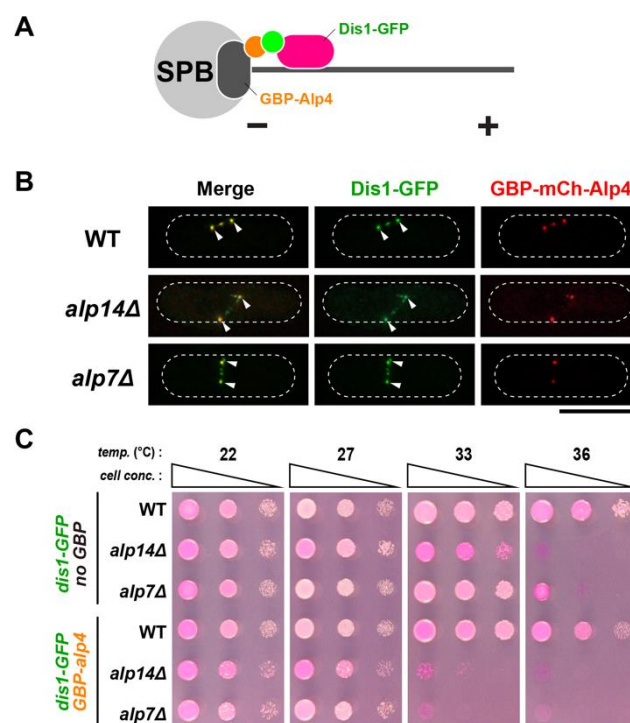 A
SPB
Dis1-GFP
GBP-Alp4
− +
B
Merge Dis1-GFP GBP-mCh-Alp4
WT
alp14Δ
alp7Δ
C
temp. (°C) : 22 27 33 36
cell conc. :
dis1-GFP
no GBP
WT
alp14Δ
alp7Δ
dis1-GFP
GBP-alp4
WT
alp14Δ
alp7Δ